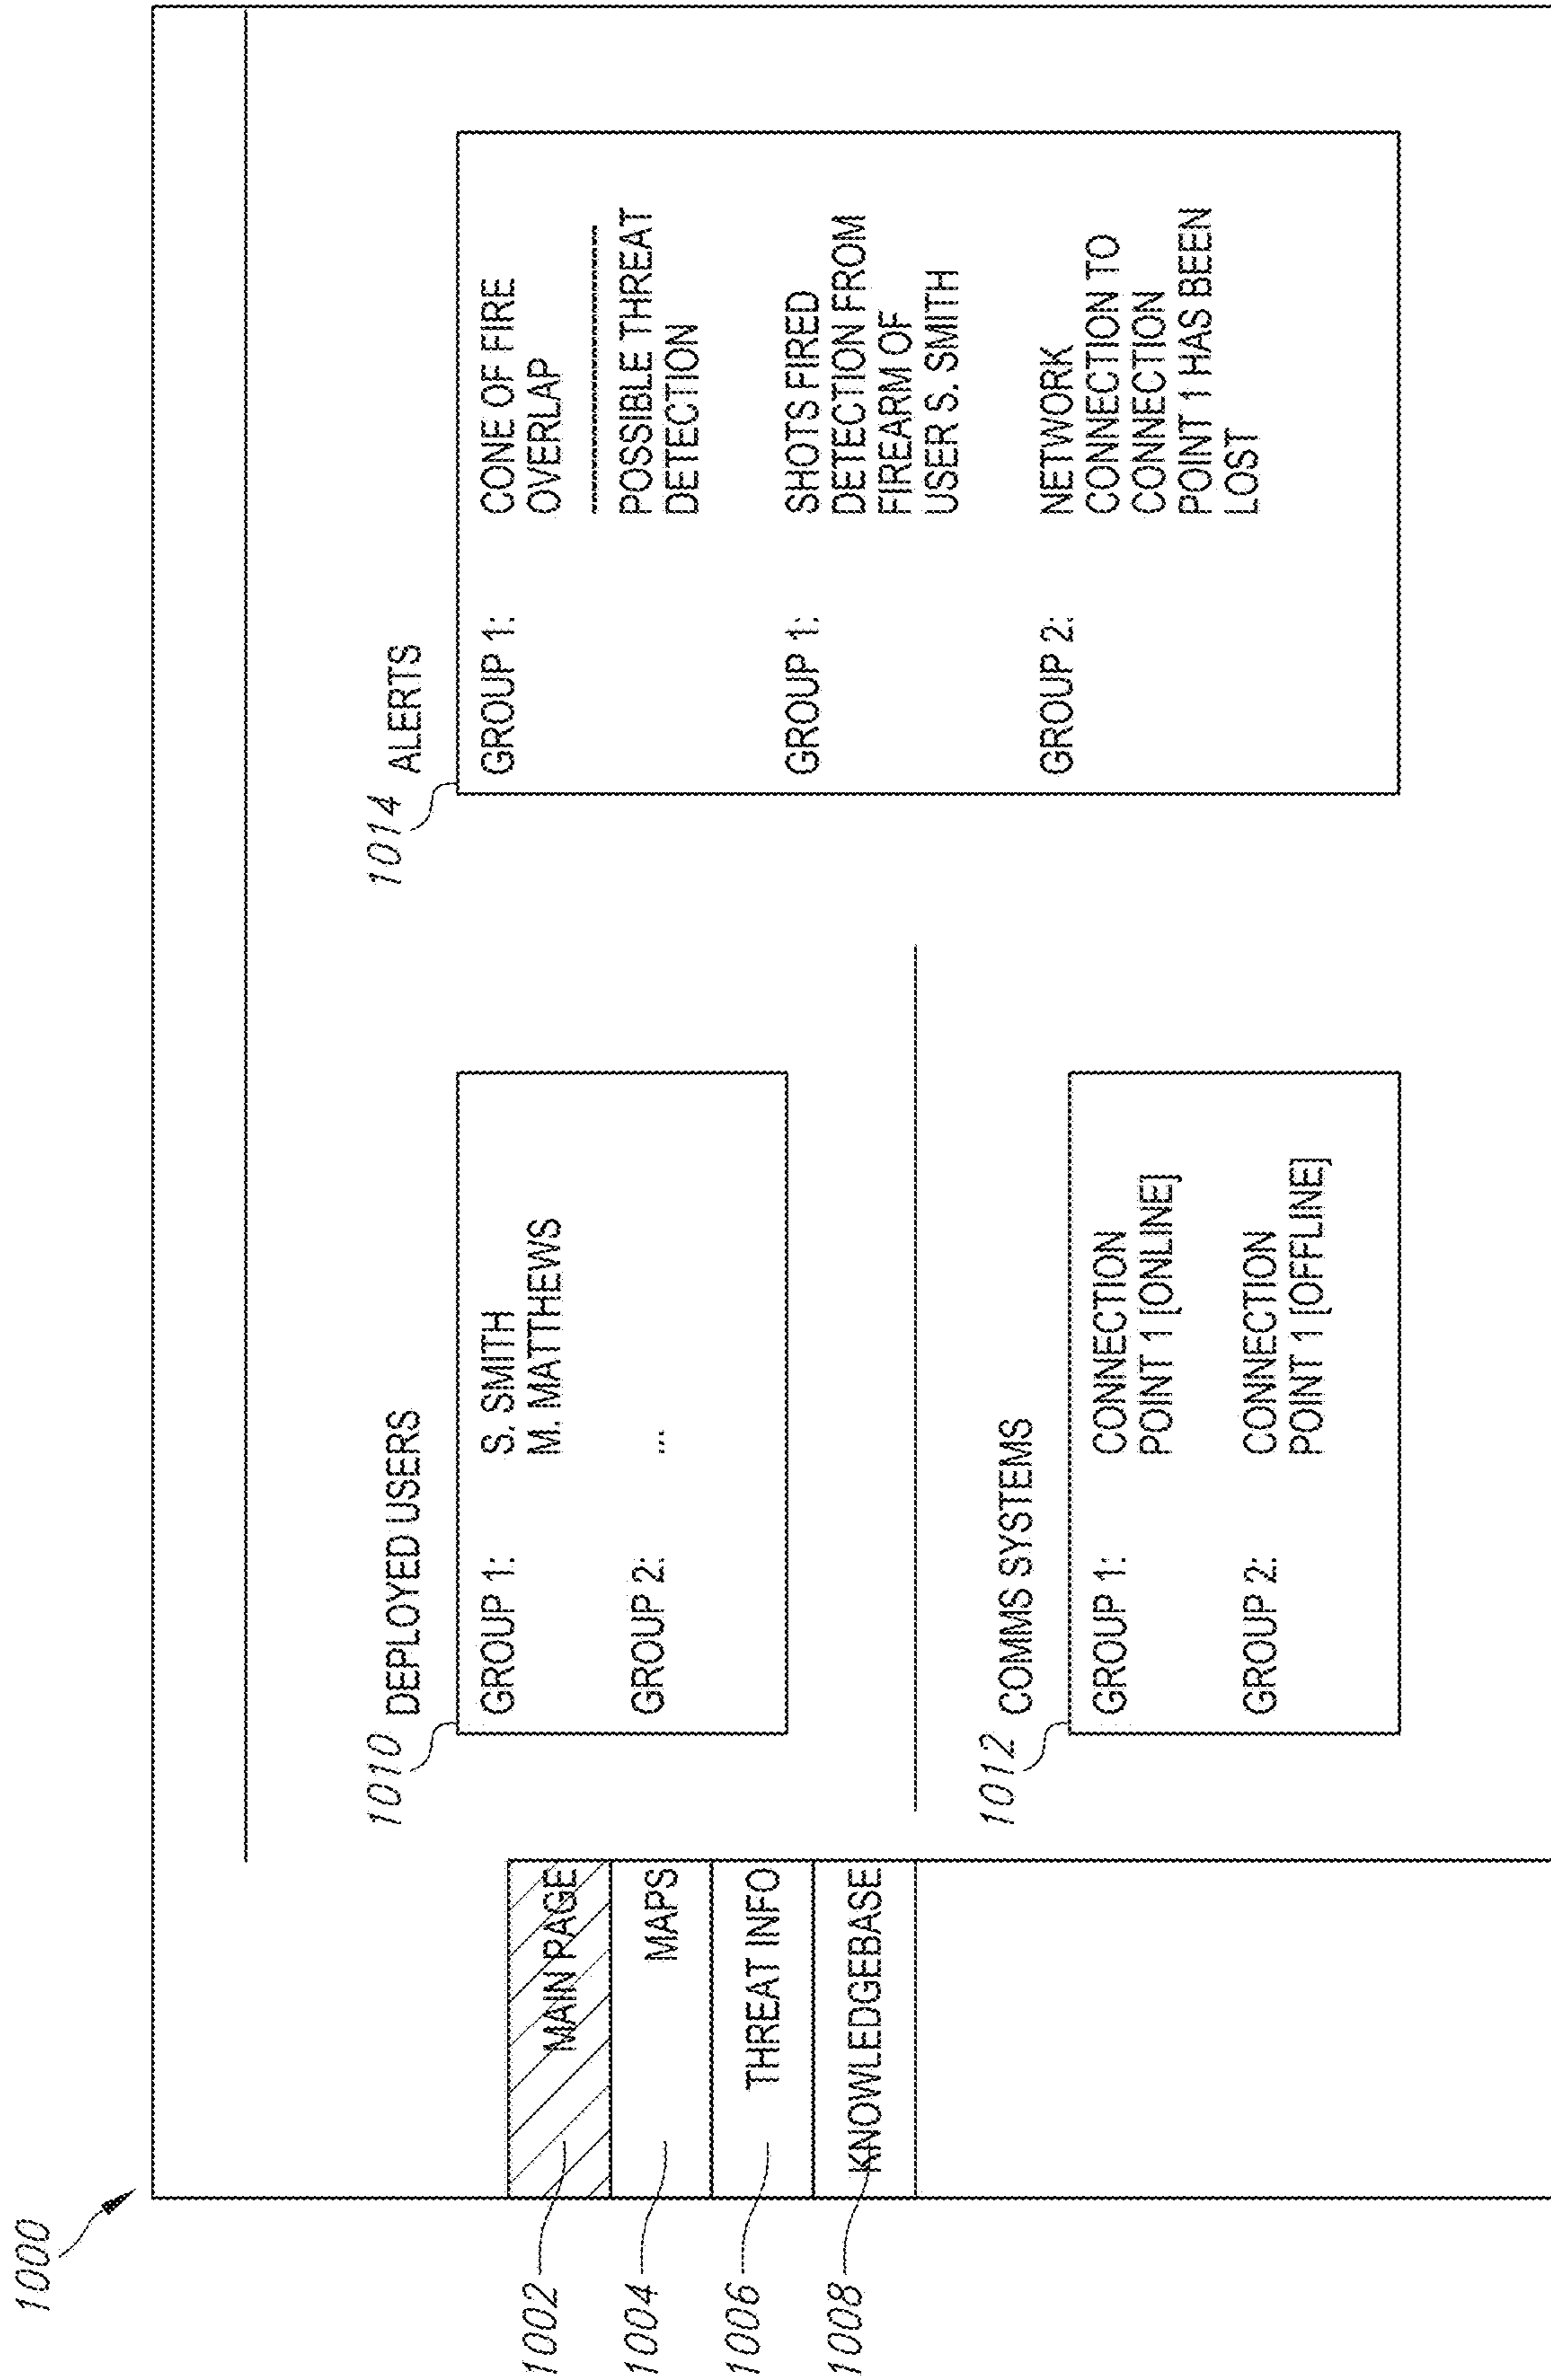 1000
1002
MAIN PAGE
1004
MAPS
1006
THREAT INFO
1008
KNOWLEDGEBASE
1010
DEPLOYED USERS
GROUP 1:
S. SMITH
M. MATTHEWS
GROUP 2:
...
1012
COMMS SYSTEMS
GROUP 1:
CONNECTION
POINT 1 [ONLINE]
GROUP 2:
CONNECTION
POINT 1 [OFFLINE]
1014
ALERTS
GROUP 1:
CONE OF FIRE
OVERLAP
POSSIBLE THREAT
DETECTION
GROUP 1:
SHOTS FIRED
DETECTION FROM
FIREARM OF
USER S. SMITH
GROUP 2:
NETWORK
CONNECTION TO
CONNECTION
POINT 1 HAS BEEN
LOST